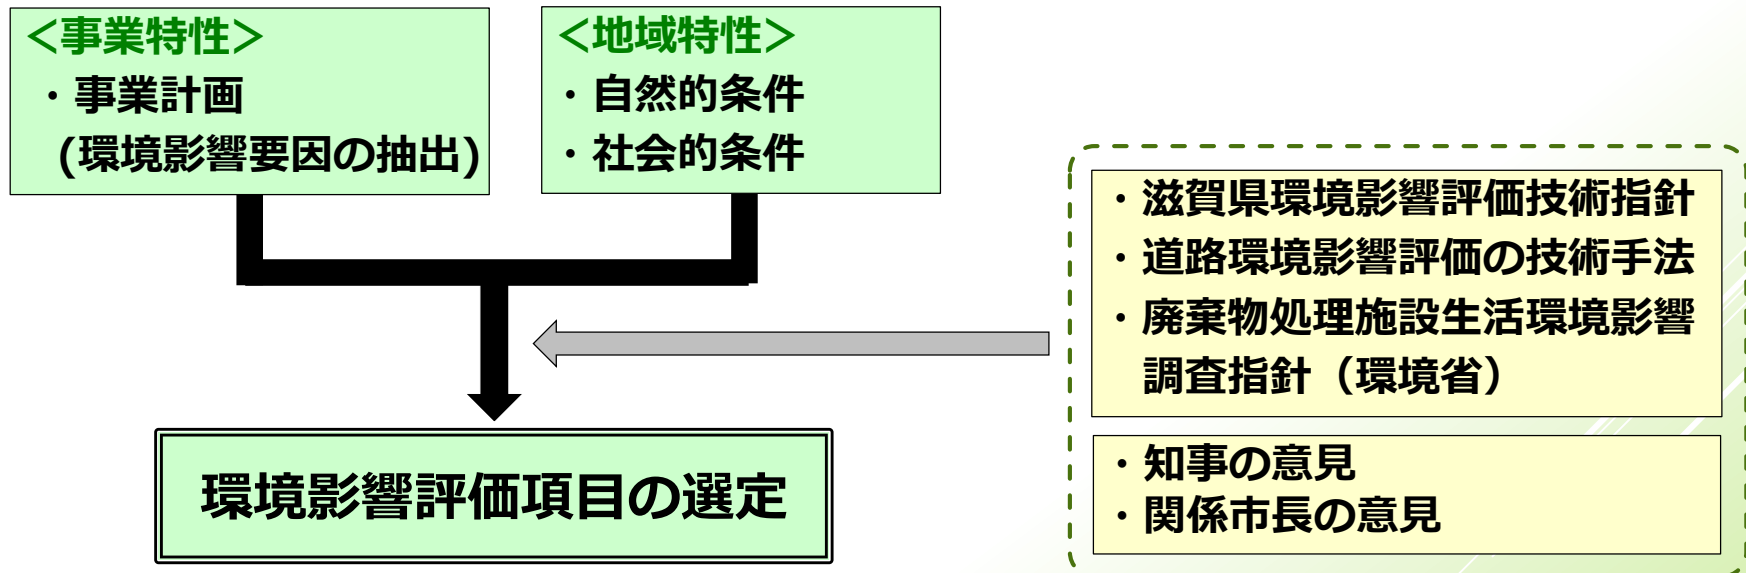 ＜事業特性＞
・事業計画
(環境影響要因の抽出)
＜地域特性＞
・自然的条件
・社会的条件
・滋賀県環境影響評価技術指針
・道路環境影響評価の技術手法
・廃棄物処理施設生活環境影響
調査指針（環境省）
・知事の意見
・関係市長の意見
環境影響評価項目の選定